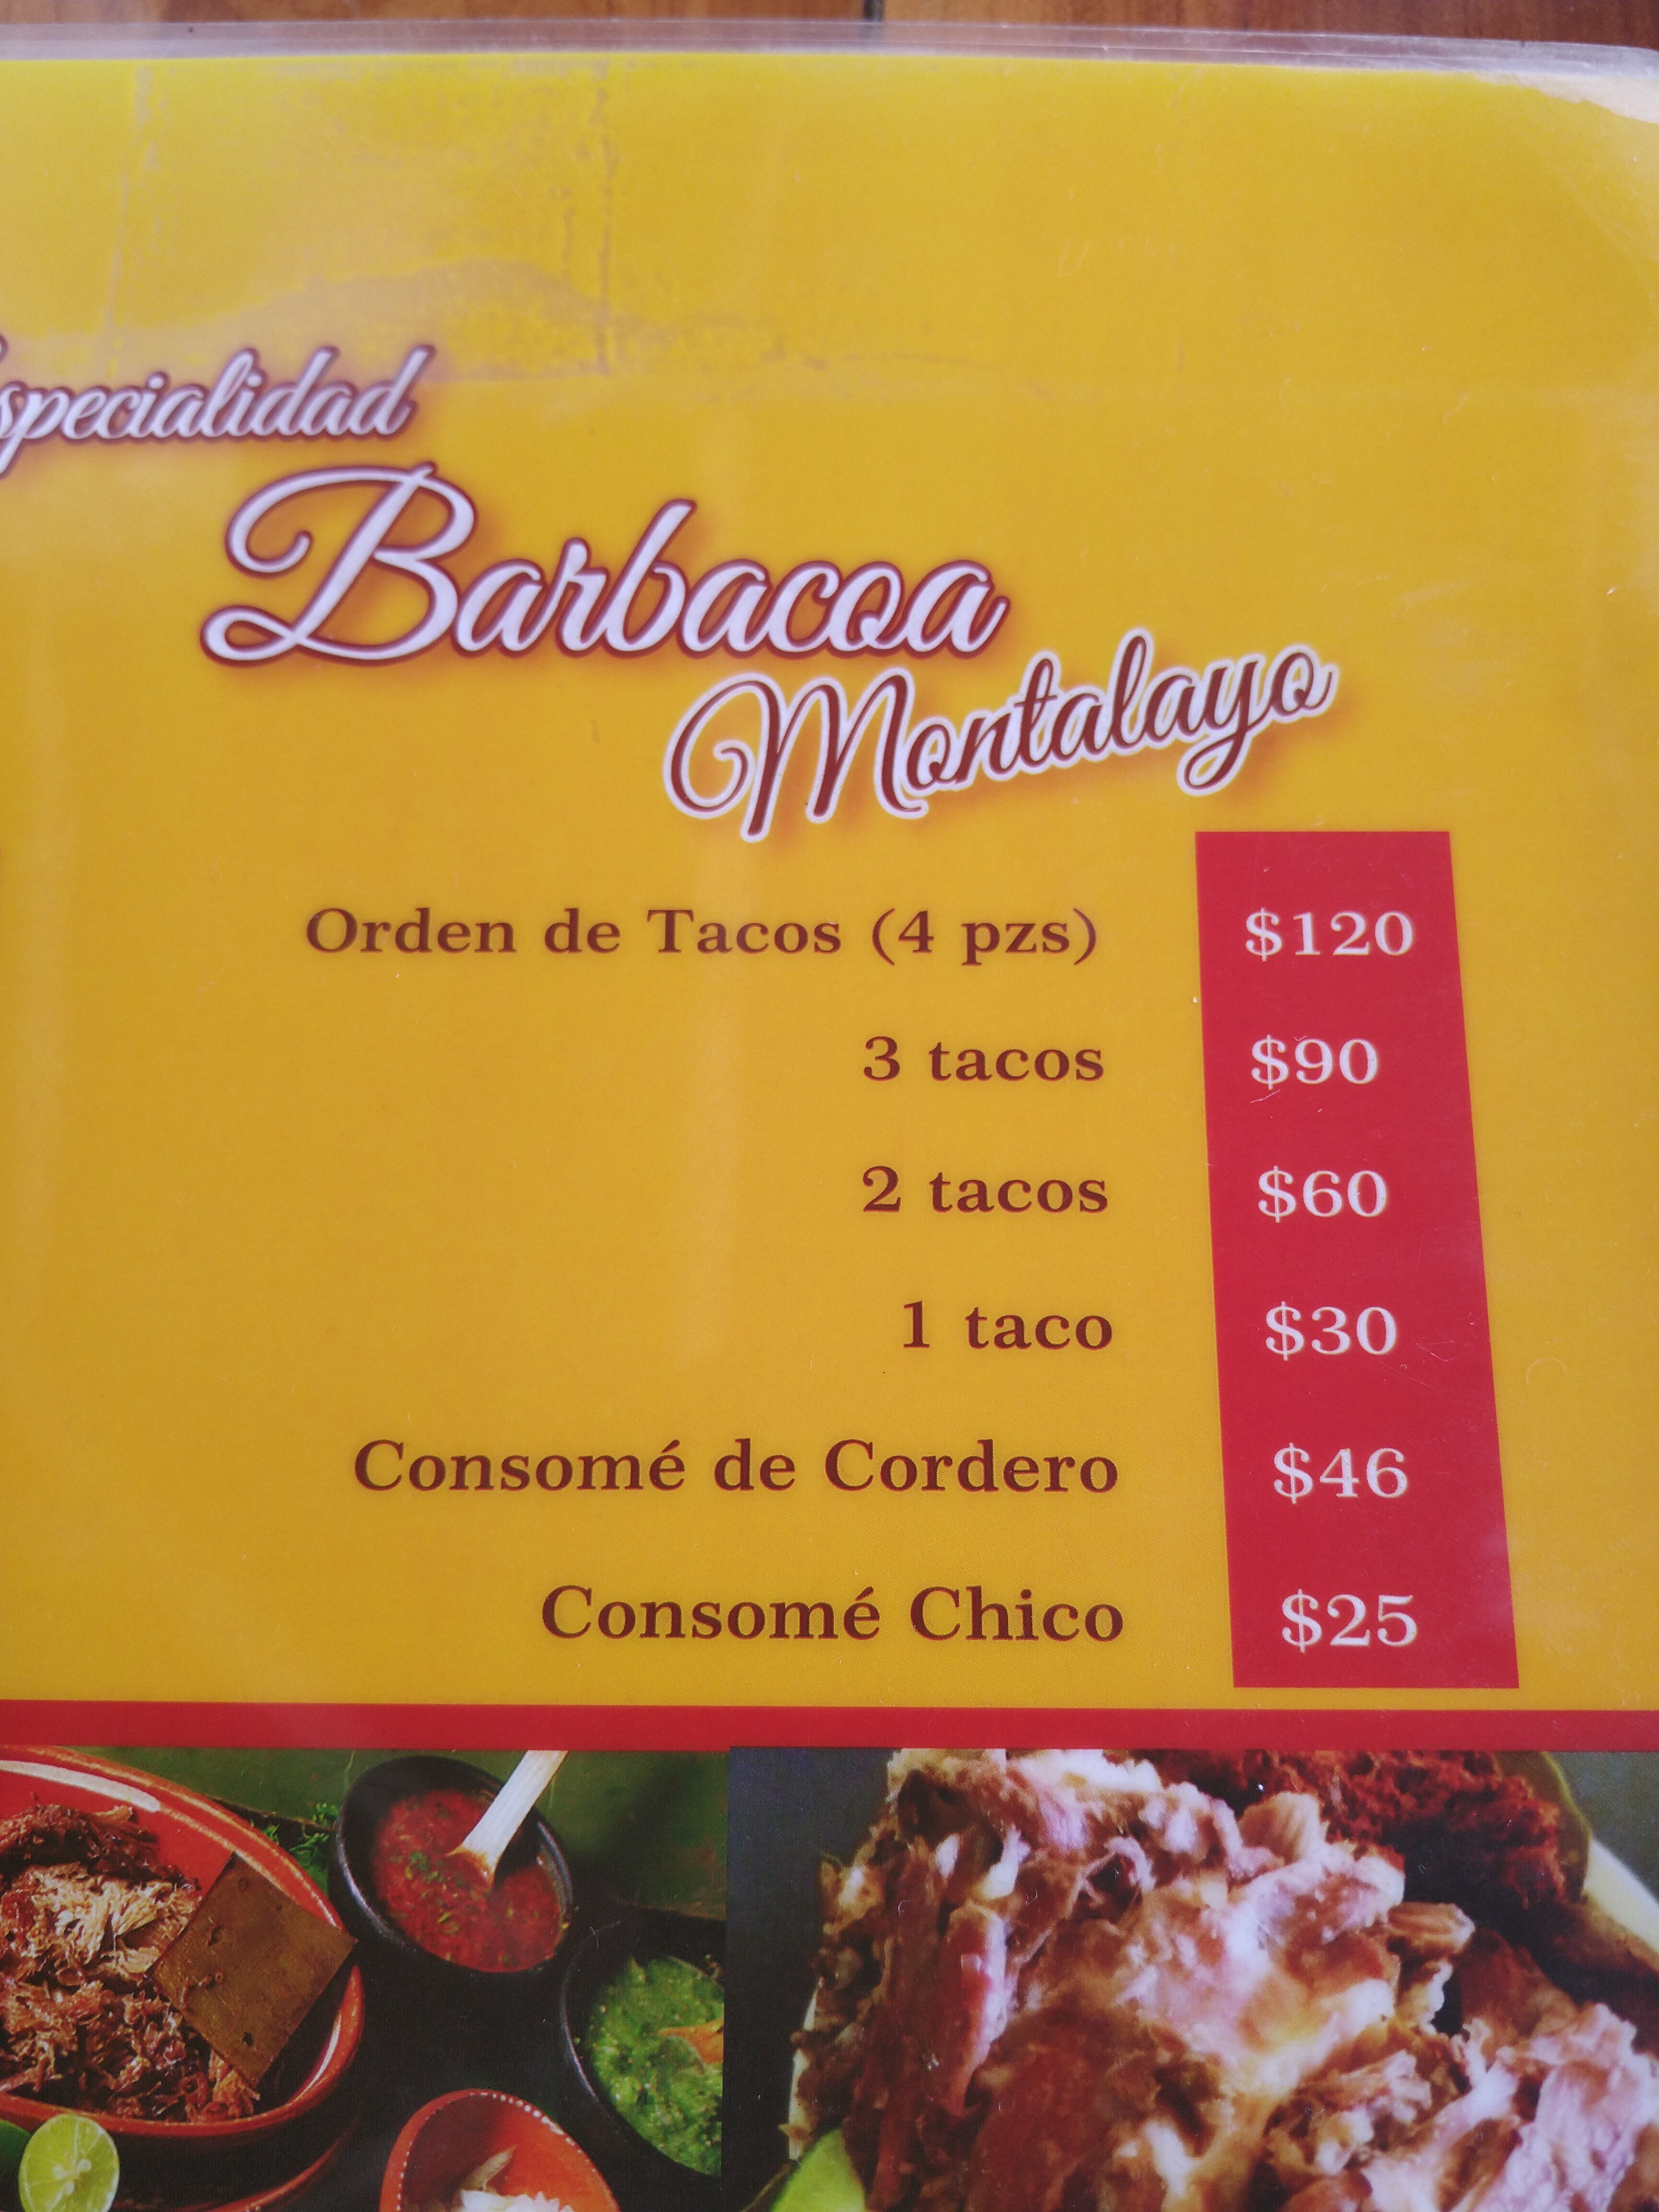 Especialidad
Barbacoa
Montalayo
Orden de Tacos (4 pzs) $120
3 tacos $90
2 tacos $60
1 taco $30
Consomé de Cordero $46
Consomé Chico $25